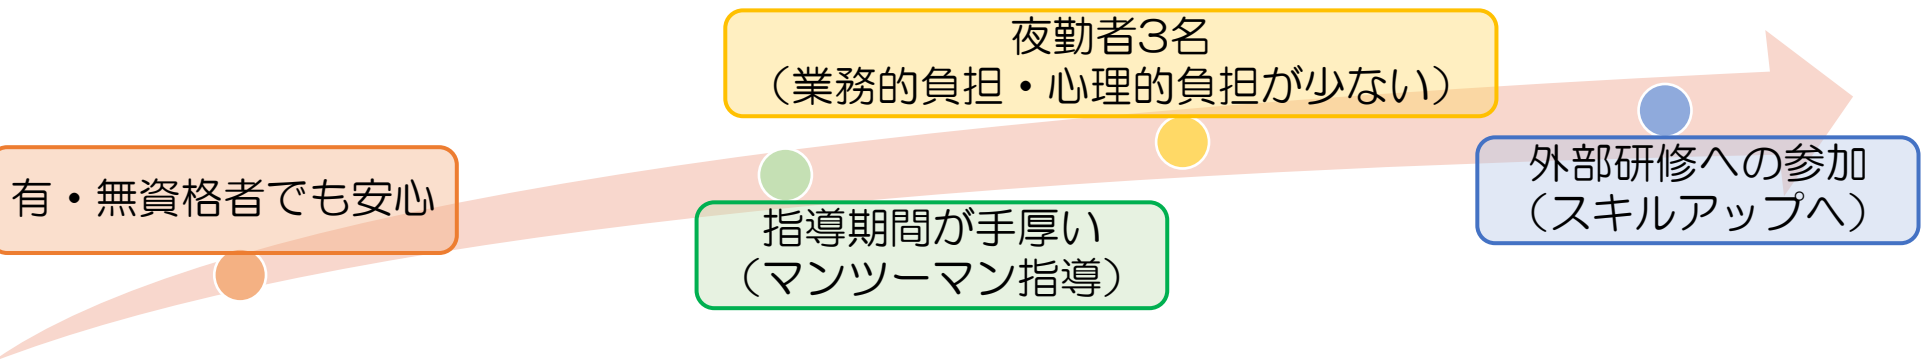 有・無資格者でも安心
指導期間が手厚い
（マンツーマン指導）
夜勤者3名
（業務的負担・心理的負担が少ない）
外部研修への参加
（スキルアップへ）